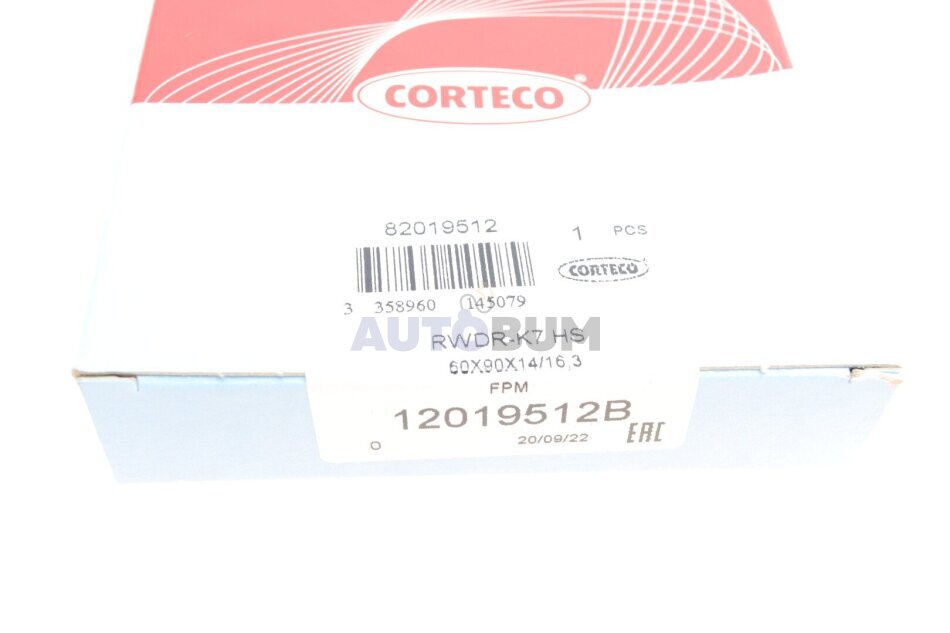 CORTECO®
82019512
1 PCS
CORTECO
3 358960 145079
AUTOBUM
RWDR-K7 HS
60X90X14/16,3
FPM
12019512B
O 20/09/22 EAC